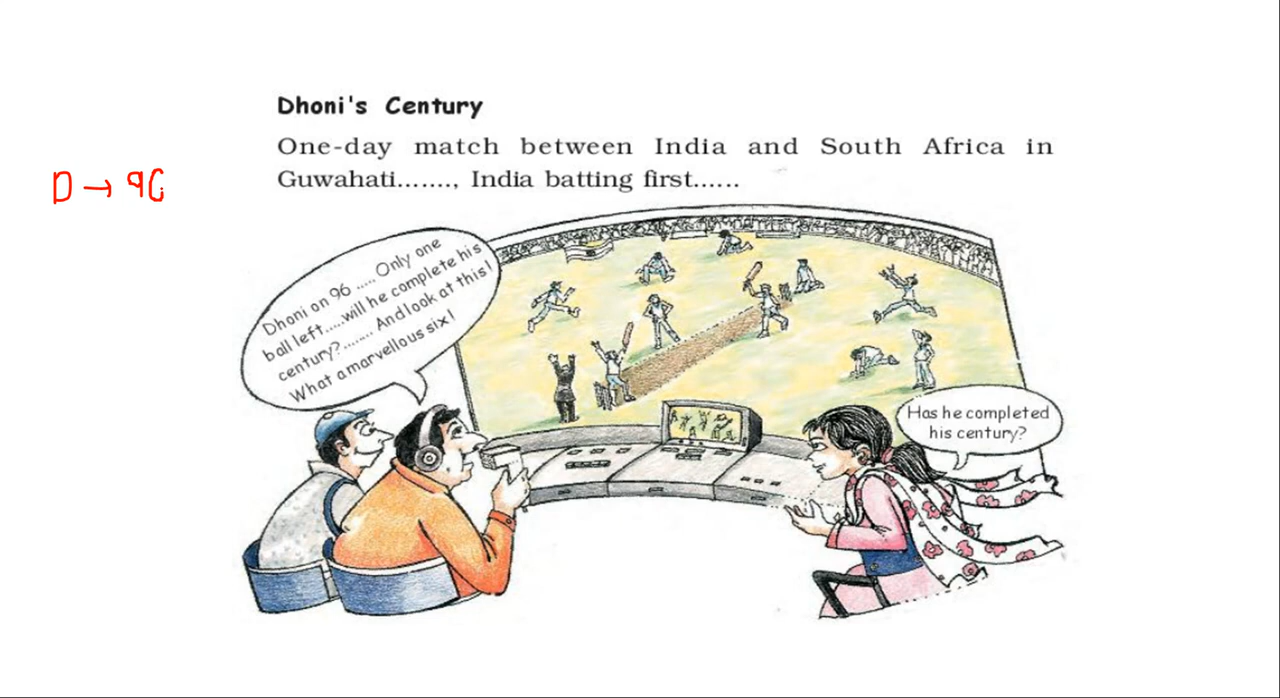 Dhoni's Century
One-day match between India and South Africa in
Guwahati......., India batting first......
D → 9C
Dhoni on 96 ..... Only one
ball left.....will he complete his
century?........ And look at this!
What a marvellous six!
Has he completed
his century?